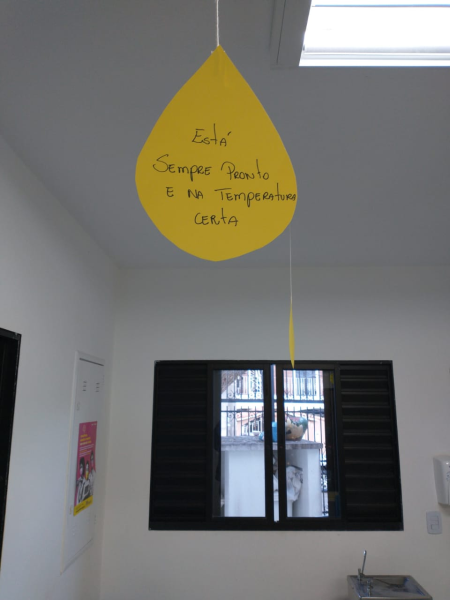 Está
Sempre Pronto
e na Temperatura
certa